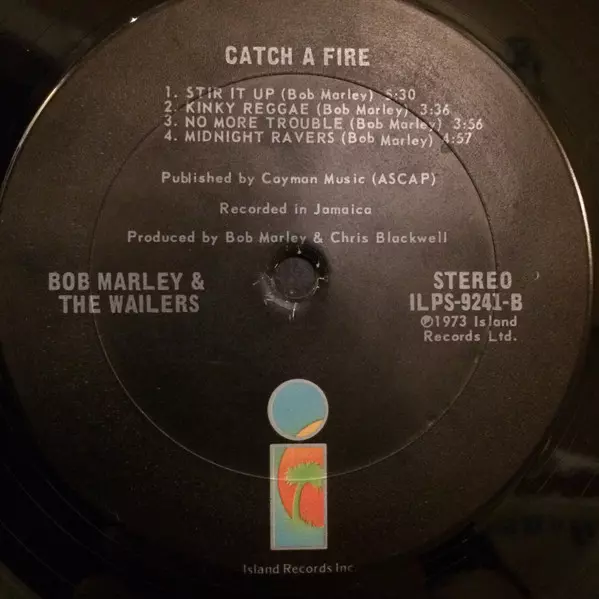 CATCH A FIRE
1. STIR IT UP (Bob Marley) 5:30
2. KINKY REGGAE (Bob Marley) 3:36
3. NO MORE TROUBLE (Bob Marley) 3:56
4. MIDNIGHT RAVERS (Bob Marley) 4:57
Published by Cayman Music (ASCAP)
Recorded in Jamaica
Produced by Bob Marley & Chris Blackwell
BOB MARLEY &
THE WAILERS
STEREO
ILPS-9241-B
℗1973 Island
Records Ltd.
i
Island Records Inc.